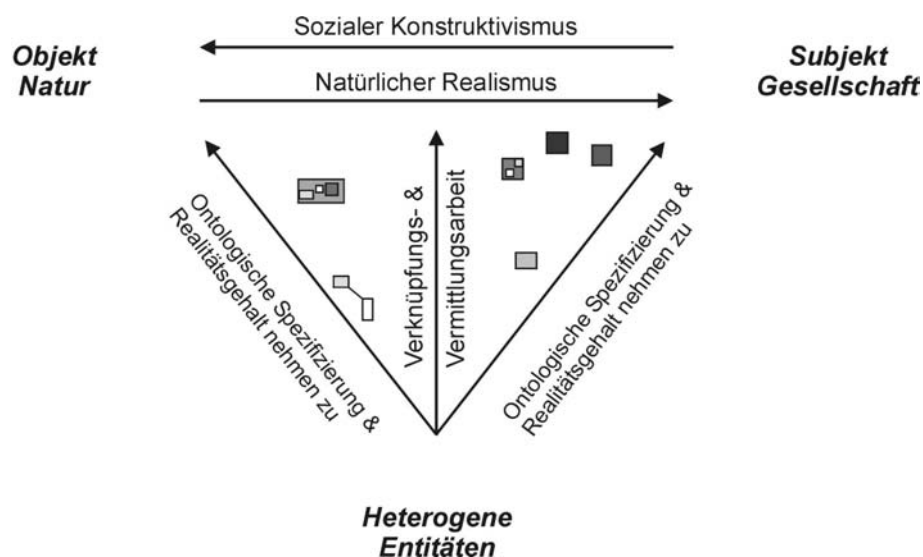 Sozialer Konstruktivismus
Objekt
Natur
Subjekt
Gesellschaft
Natürlicher Realismus
Ontologische Spezifizierung &
Realitätsgehalt nehmen zu
Verknüpfungs- &
Vermittlungsarbeit
Ontologische Spezifizierung &
Realitätsgehalt nehmen zu
Heterogene
Entitäten